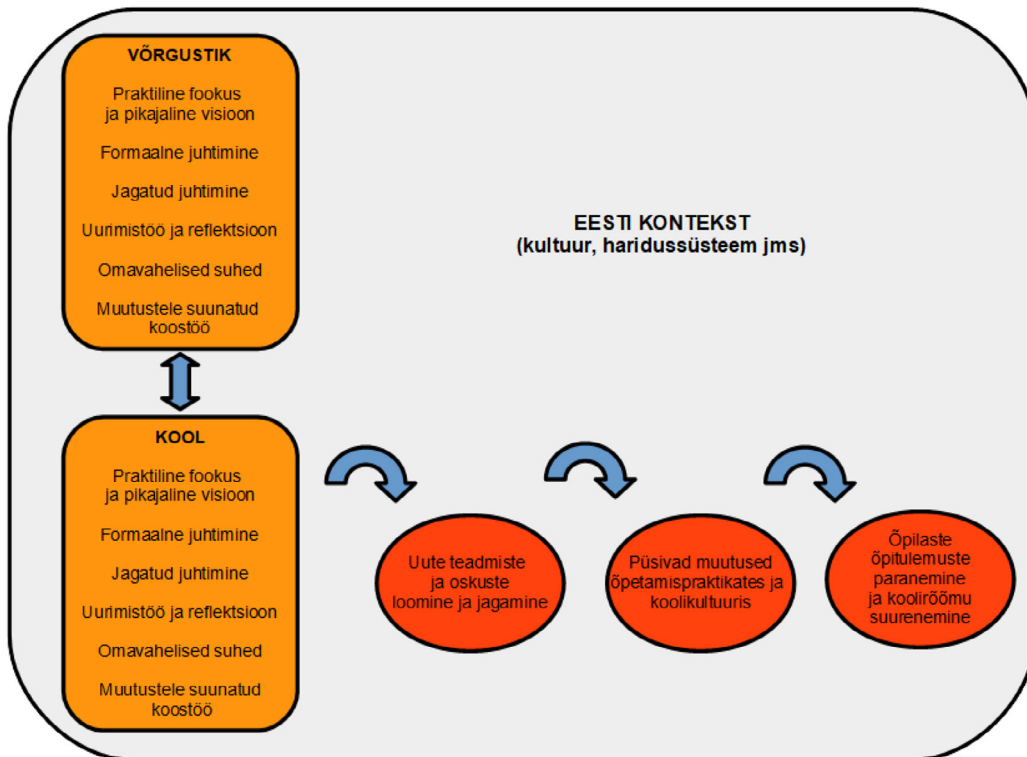 VÕRGUSTIK
Praktiline fookus
ja pikajaline visioon
Formaalne juhtimine
Jagatud juhtimine
Uurimistöö ja reflektsioon
Omavahelised suhted
Muutustele suunatud
koostöö
EESTI KONTEKST
(kultuur, haridussüsteem jms)
KOOL
Praktiline fookus
ja pikajaline visioon
Formaalne juhtimine
Jagatud juhtimine
Uurimistöö ja reflektsioon
Omavahelised suhted
Muutustele suunatud
koostöö
Uute teadmiste
ja oskuste
loomine ja jagamine
Püsivad muutused
õpetamispraktikates ja
koolikultuuris
Õpilaste
õpitulemuste
paranemine
ja koolirõõmu
suurenemine